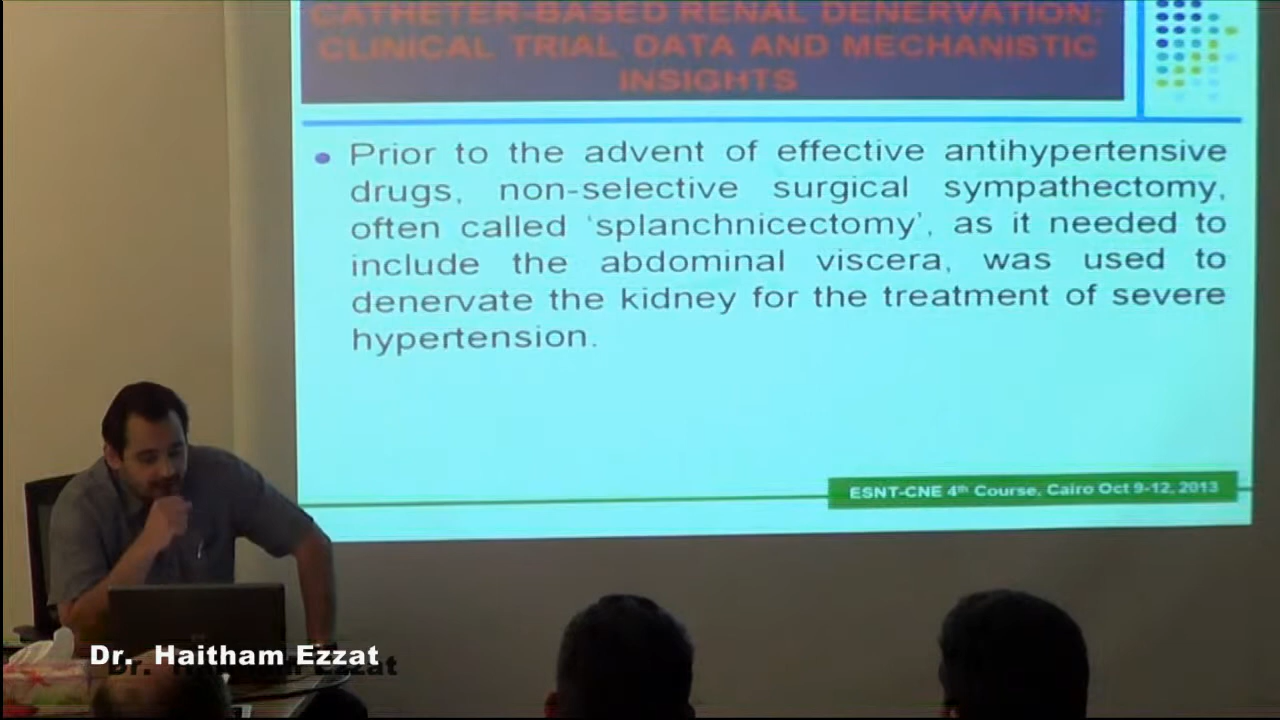 CATHETER-BASED RENAL DENERVATION:
CLINICAL TRIAL DATA AND MECHANISTIC
INSIGHTS
• Prior to the advent of effective antihypertensive
drugs, non-selective surgical sympathectomy,
often called ‘splanchnicectomy’, as it needed to
include the abdominal viscera, was used to
denervate the kidney for the treatment of severe
hypertension.
ESNT-CNE 4th Course, Cairo Oct 9-12, 2013
Dr. Haitham Ezzat